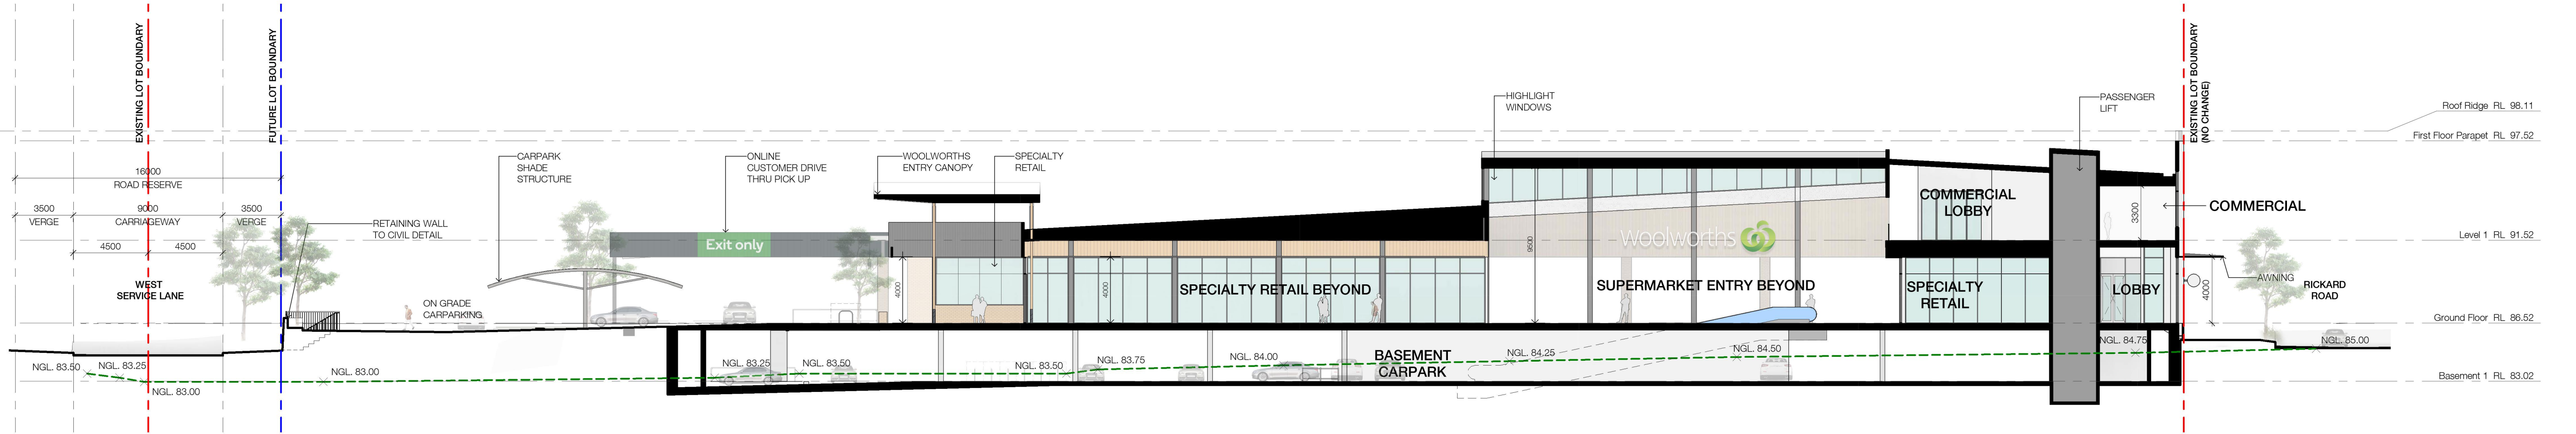 EXISTING LOT BOUNDARY
FUTURE LOT BOUNDARY
16000
ROAD RESERVE
3500
VERGE
9000
CARRIAGEWAY
3500
VERGE
4500
4500
WEST
SERVICE LANE
RETAINING WALL
TO CIVIL DETAIL
ON GRADE
CARPARKING
CARPARK
SHADE
STRUCTURE
ONLINE
CUSTOMER DRIVE
THRU PICK UP
Exit only
WOOLWORTHS
ENTRY CANOPY
SPECIALTY
RETAIL
4000
4000
SPECIALTY RETAIL BEYOND
HIGHLIGHT
WINDOWS
Woolworths
SUPERMARKET ENTRY BEYOND
COMMERCIAL
LOBBY
SPECIALTY
RETAIL
PASSENGER
LIFT
3300
COMMERCIAL
LOBBY
4000
EXISTING LOT BOUNDARY
(NO CHANGE)
AWNING
RICKARD
ROAD
Roof Ridge RL 98.11
First Floor Parapet RL 97.52
Level 1 RL 91.52
Ground Floor RL 86.52
Basement 1 RL 83.02
NGL. 83.50
NGL. 83.25
NGL. 83.00
NGL. 83.00
NGL. 83.25
NGL. 83.50
NGL. 83.50
NGL. 83.75
NGL. 84.00
BASEMENT
CARPARK
NGL. 84.25
NGL. 84.50
NGL. 84.75
NGL. 85.00